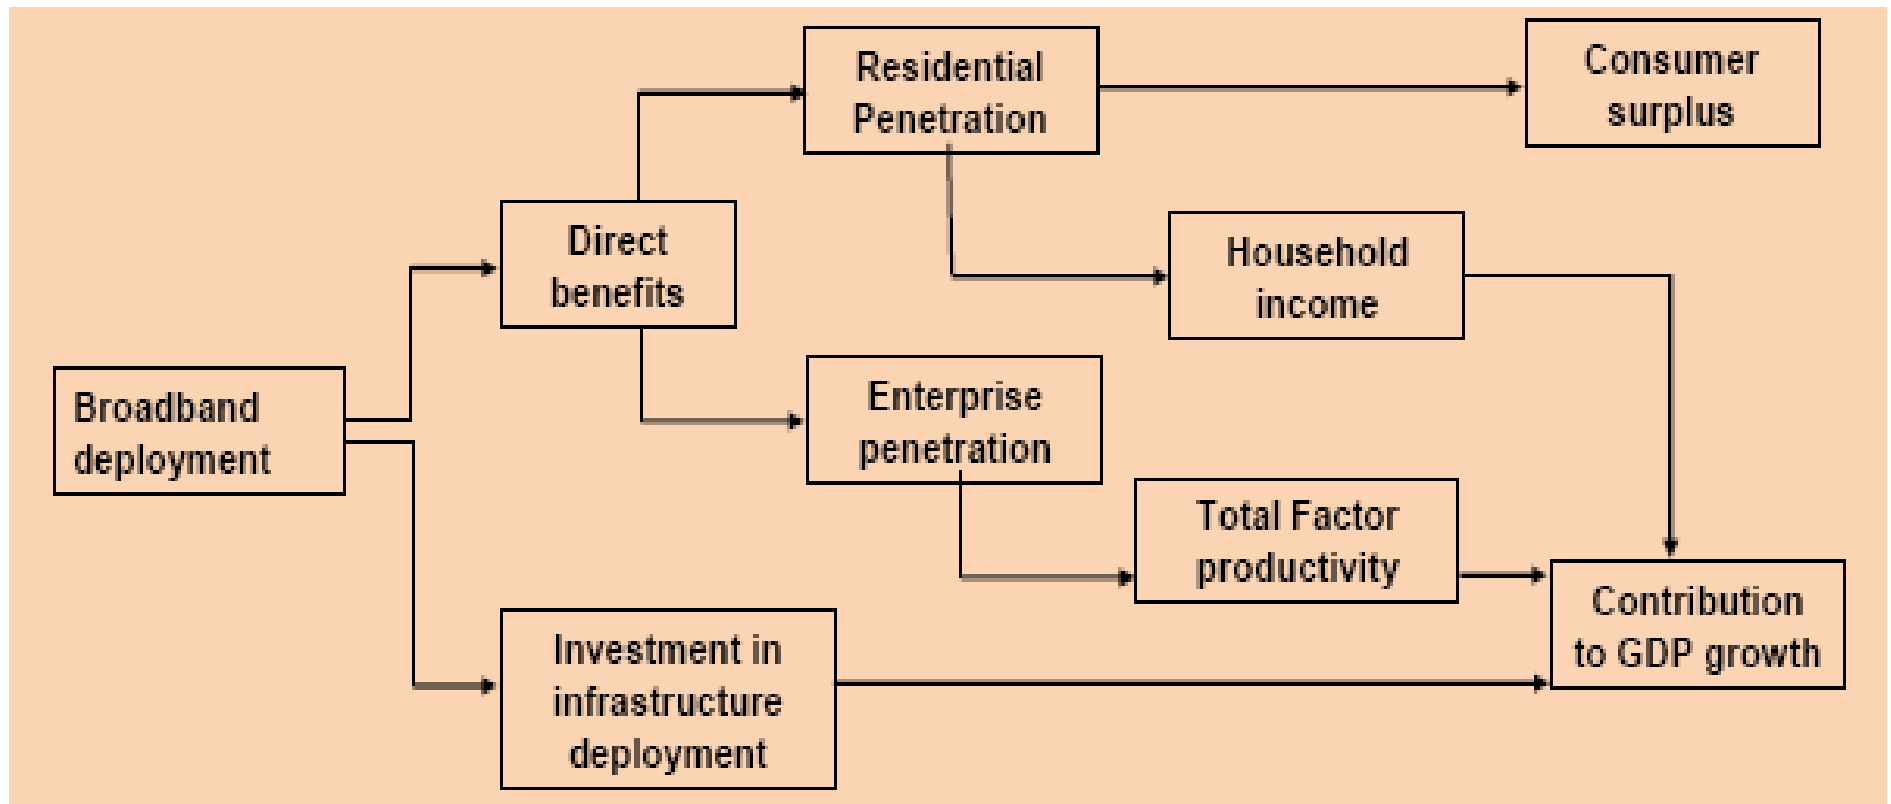 Residential
Penetration
Consumer
surplus
Direct
benefits
Household
income
Broadband
deployment
Enterprise
penetration
Total Factor
productivity
Contribution
to GDP growth
Investment in
infrastructure
deployment